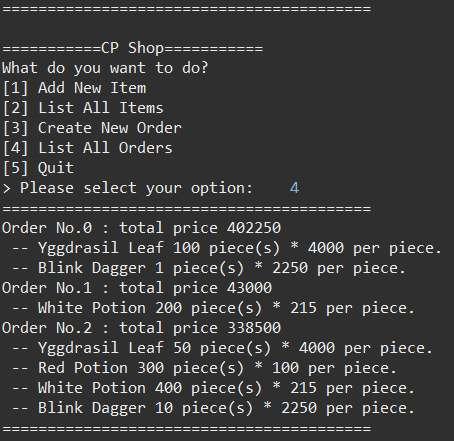 =========================================
===========CP Shop===========
What do you want to do?
[1] Add New Item
[2] List All Items
[3] Create New Order
[4] List All Orders
[5] Quit
> Please select your option:    4
=========================================
Order No.0 : total price 402250
 -- Yggdrasil Leaf 100 piece(s) * 4000 per piece.
 -- Blink Dagger 1 piece(s) * 2250 per piece.
Order No.1 : total price 43000
 -- White Potion 200 piece(s) * 215 per piece.
Order No.2 : total price 338500
 -- Yggdrasil Leaf 50 piece(s) * 4000 per piece.
 -- Red Potion 300 piece(s) * 100 per piece.
 -- White Potion 400 piece(s) * 215 per piece.
 -- Blink Dagger 10 piece(s) * 2250 per piece.
=========================================